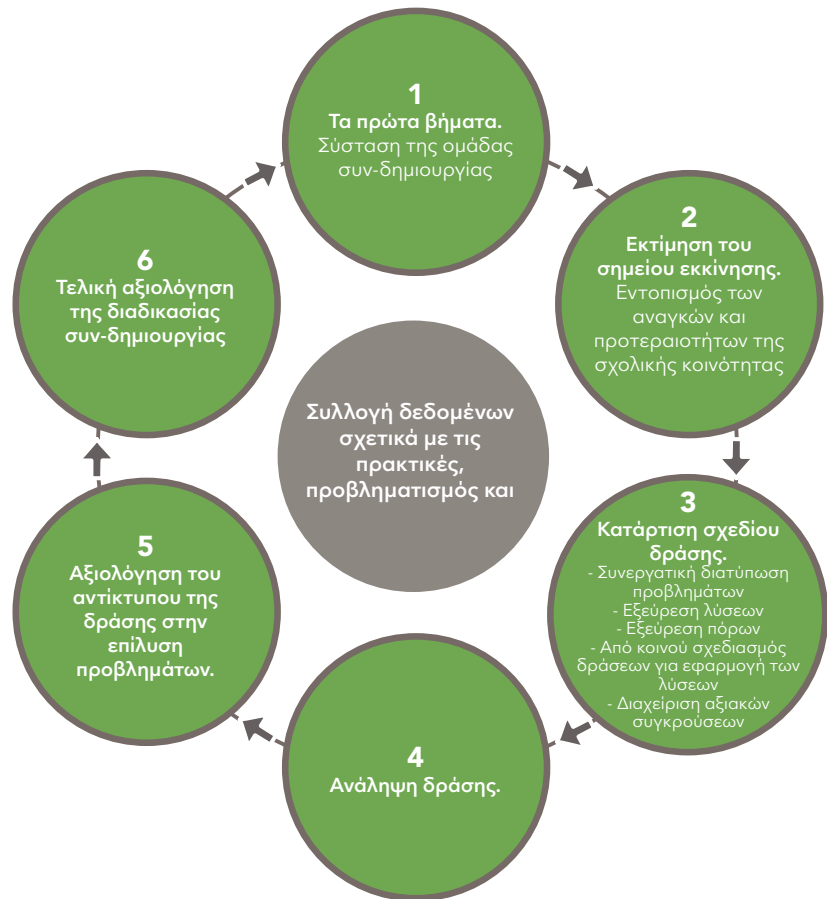 1
Τα πρώτα βήματα.
Σύσταση της ομάδας
συν-δημιουργίας
2
Εκτίμηση του
σημείου εκκίνησης.
Εντοπισμός των
αναγκών και
προτεραιοτήτων της
σχολικής κοινότητας
3
Κατάρτιση σχεδίου
δράσης.
- Συνεργατική διατύπωση
προβλημάτων
- Εξεύρεση λύσεων
- Εξεύρεση πόρων
- Από κοινού σχεδιασμός
δράσεων για εφαρμογή των
λύσεων
- Διαχείριση αξιακών
συγκρούσεων
4
Ανάληψη δράσης.
5
Αξιολόγηση του
αντίκτυπου της
δράσης στην
επίλυση
προβλημάτων.
6
Τελική αξιολόγηση
της διαδικασίας
συν-δημιουργίας
Συλλογή δεδομένων
σχετικά με τις
πρακτικές,
προβληματισμός και